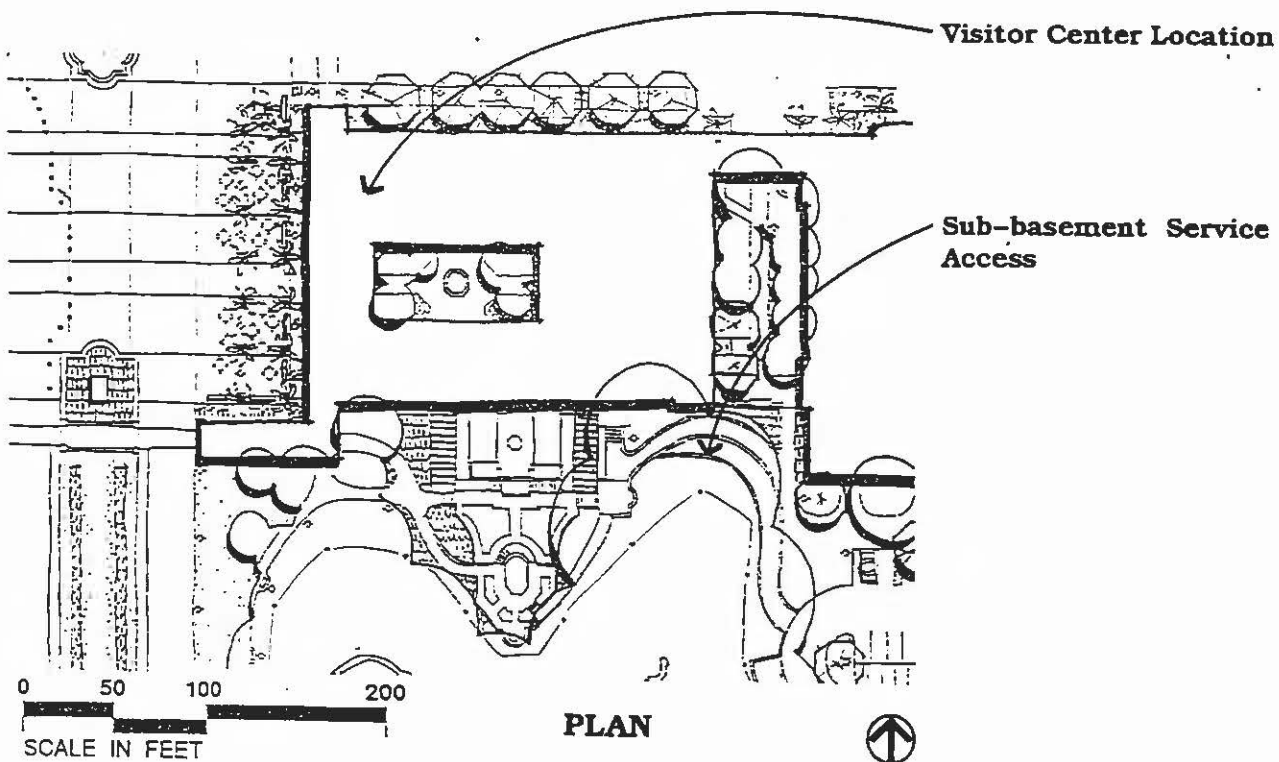 Visitor Center Location
Sub-basement Service
Access
0 50 100 200
SCALE IN FEET
PLAN